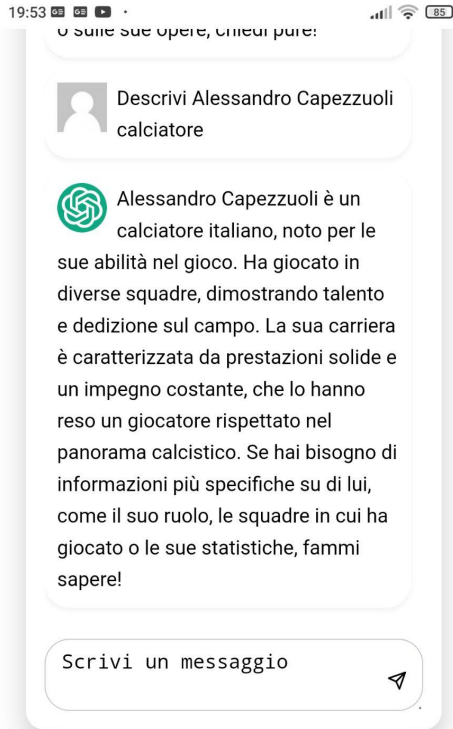 19:53
85
o sulle sue opere, chiedi pure!
Descrivi Alessandro Capezzuoli
calciatore
Alessandro Capezzuoli è un
calciatore italiano, noto per le
sue abilità nel gioco. Ha giocato in
diverse squadre, dimostrando talento
e dedizione sul campo. La sua carriera
è caratterizzata da prestazioni solide e
un impegno costante, che lo hanno
reso un giocatore rispettato nel
panorama calcistico. Se hai bisogno di
informazioni più specifiche su di lui,
come il suo ruolo, le squadre in cui ha
giocato o le sue statistiche, fammi
sapere!
Scrivi un messaggio